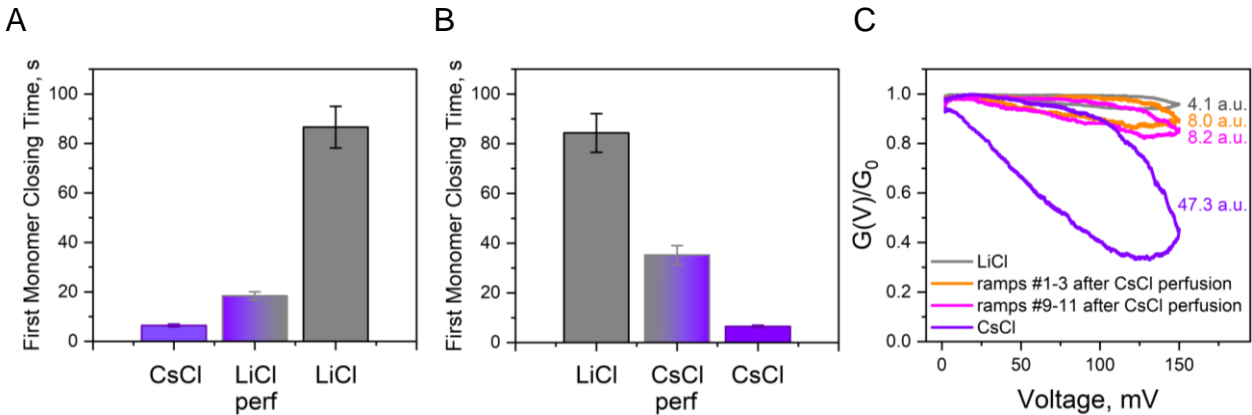 A
First Monomer Closing Time, s
100
80
60
40
20
0
CsCl
LiCl
perf
LiCl
B
First Monomer Closing Time, s
100
80
60
40
20
0
LiCl
CsCl
perf
CsCl
C
G(V)/G0
1.0
0.8
0.6
0.4
0.2
0.0
4.1 a.u.
8.0 a.u.
8.2 a.u.
47.3 a.u.
LiCl
ramps #1-3 after CsCl perfusion
ramps #9-11 after CsCl perfusion
CsCl
0
50
100
150
Voltage, mV